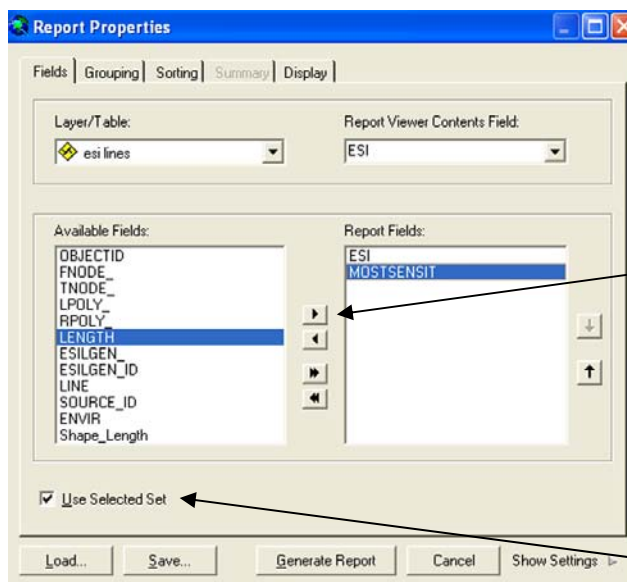 Report Properties
Fields Grouping Sorting Summary Display
Layer/Table: Report Viewer Contents Field:
esi lines ESI
Available Fields: Report Fields:
OBJECTID
FNODE_
TNODE_
LPOLY_
RPOLY_
LENGTH
ESILGEN_
ESILGEN_ID
LINE
SOURCE_ID
ENVIR
Shape_Length
ESI
MOSTSENSIT
Use Selected Set
Load... Save... Generate Report Cancel Show Settings